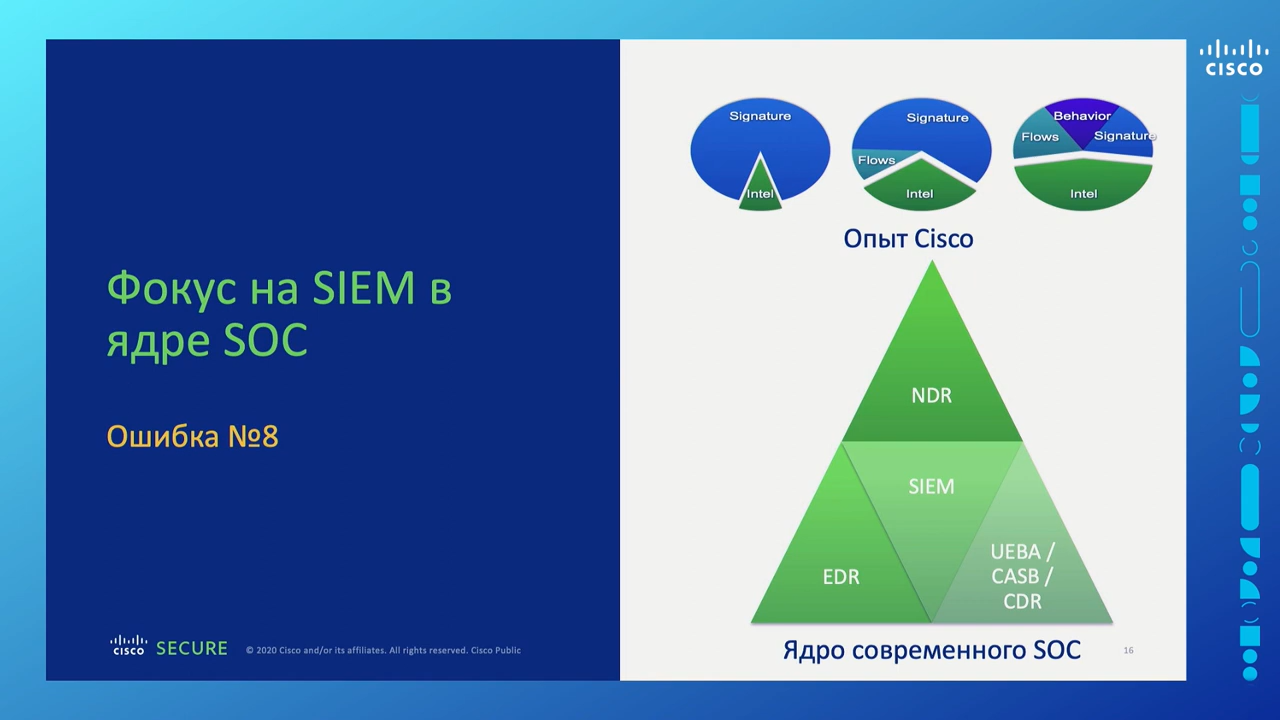 CISCO
Signature
Intel
Signature
Flows
Intel
Behavior
Flows
Signature
Intel
Опыт Cisco
Фокус на SIEM в
ядре SOC
Ошибка №8
NDR
SIEM
EDR
UEBA /
CASB /
CDR
Ядро современного SOC
CISCO SECURE © 2020 Cisco and/or its affiliates. All rights reserved. Cisco Public
16